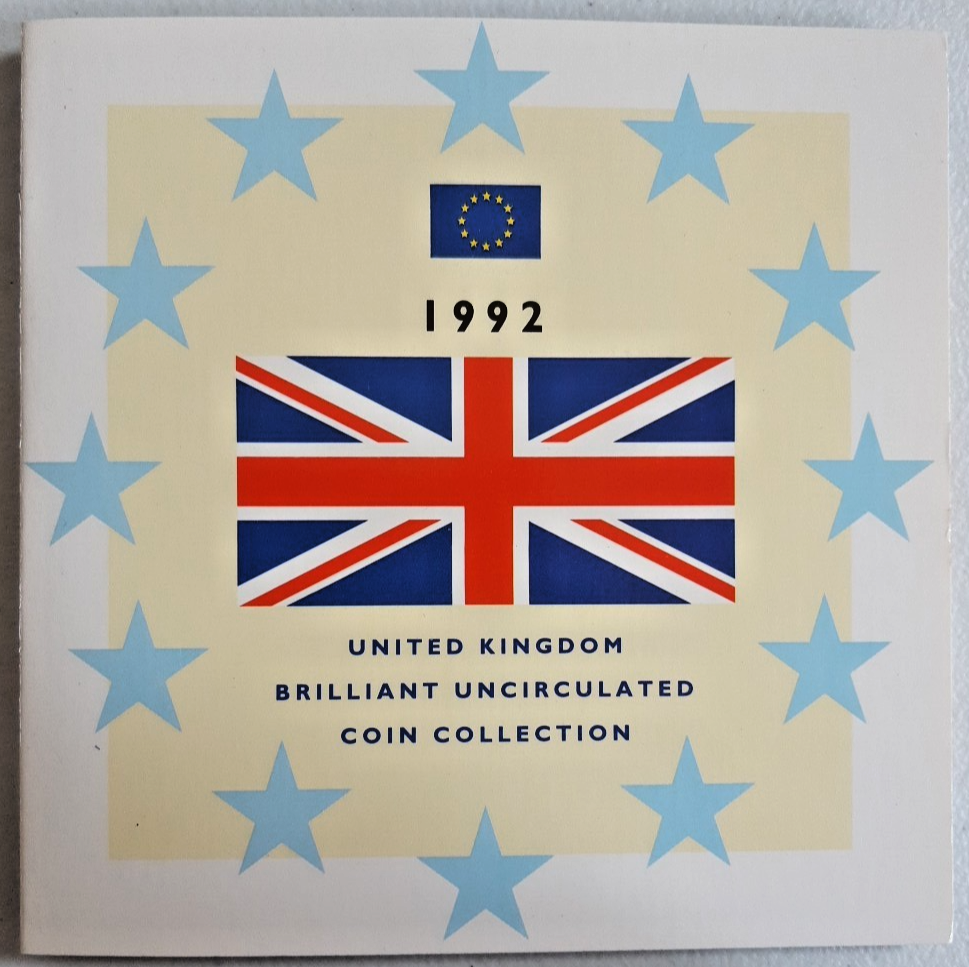 1992
UNITED KINGDOM
BRILLIANT UNCIRCULATED
COIN COLLECTION